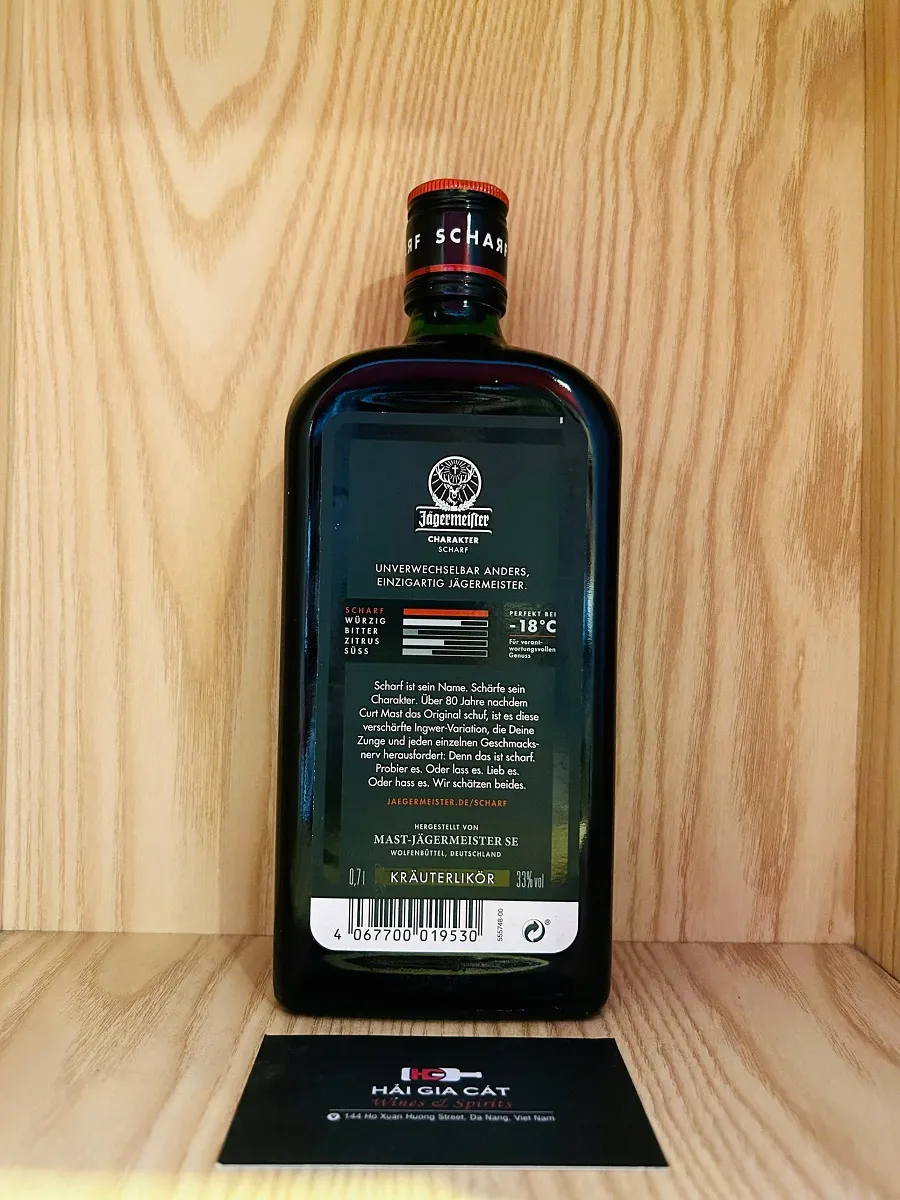 SCHARF
Jägermeister
CHARAKTER
SCHARF
UNVERWECHSELBAR ANDERS,
EINZIGARTIG JÄGERMEISTER.
SCHARF
WÜRZIG
BITTER
ZITRUS
SÜSS
PERFEKT BEI
-18°C
Für verant-
wortungsvollen
Genuss
Scharf ist sein Name. Schärfe sein
Charakter. Über 80 Jahre nachdem
Curt Mast das Original schuf, ist es diese
verschärfte Ingwer-Variation, die Deine
Zunge und jeden einzelnen Geschmacks-
nerv herausfordert: Denn das ist scharf.
Probier es. Oder lass es. Lieb es.
Oder hass es. Wir schätzen beides.
JAEGERMEISTER.DE/SCHARF
HERGESTELLT VON
MAST-JÄGERMEISTER SE
WOLFENBÜTTEL, DEUTSCHLAND
0,7 l KRÄUTERLIKÖR 33% vol
4 067700 019530
555748-00
HẢI GIA CÁT
Wines & Spirits
144 Ho Xuan Huong Street, Da Nang, Viet Nam